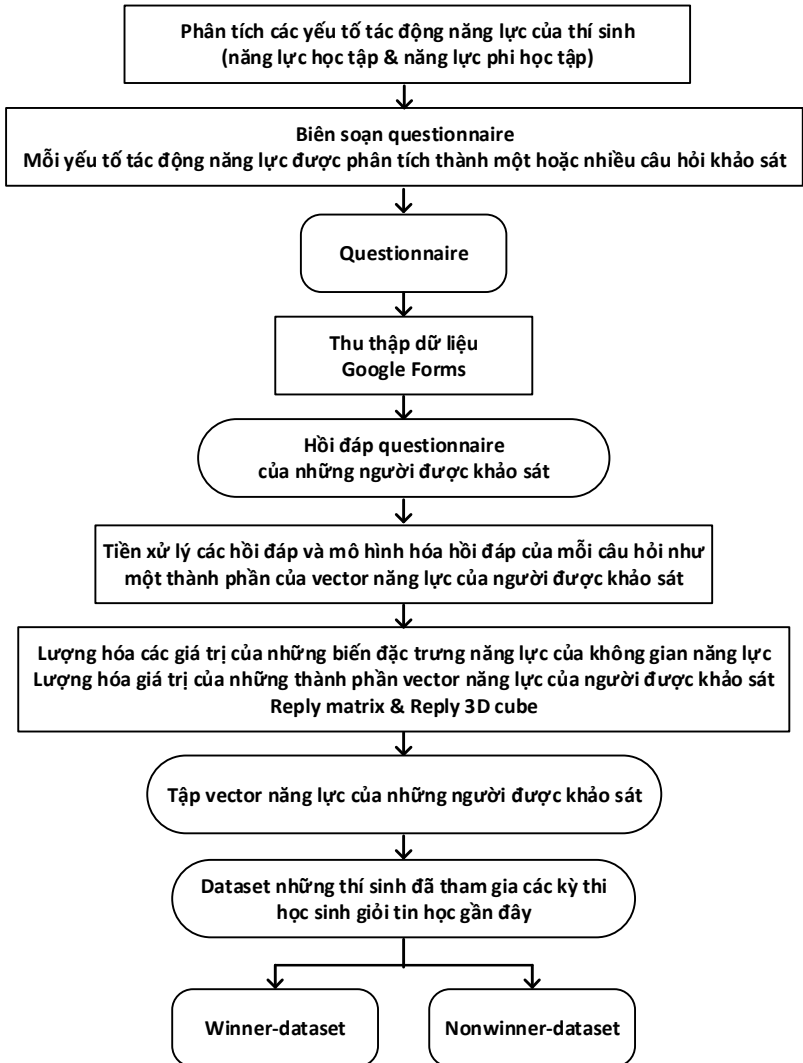 Phân tích các yếu tố tác động năng lực của thí sinh
(năng lực học tập & năng lực phi học tập)
Biên soạn questionnaire
Mỗi yếu tố tác động năng lực được phân tích thành một hoặc nhiều câu hỏi khảo sát
Questionnaire
Thu thập dữ liệu
Google Forms
Hồi đáp questionnaire
của những người được khảo sát
Tiền xử lý các hồi đáp và mô hình hóa hồi đáp của mỗi câu hỏi như
một thành phần của vector năng lực của người được khảo sát
Lượng hóa các giá trị của những biến đặc trưng năng lực của không gian năng lực
Lượng hóa giá trị của những thành phần vector năng lực của người được khảo sát
Reply matrix & Reply 3D cube
Tập vector năng lực của những người được khảo sát
Dataset những thí sinh đã tham gia các kỳ thi
học sinh giỏi tin học gần đây
Winner-dataset
Nonwinner-dataset